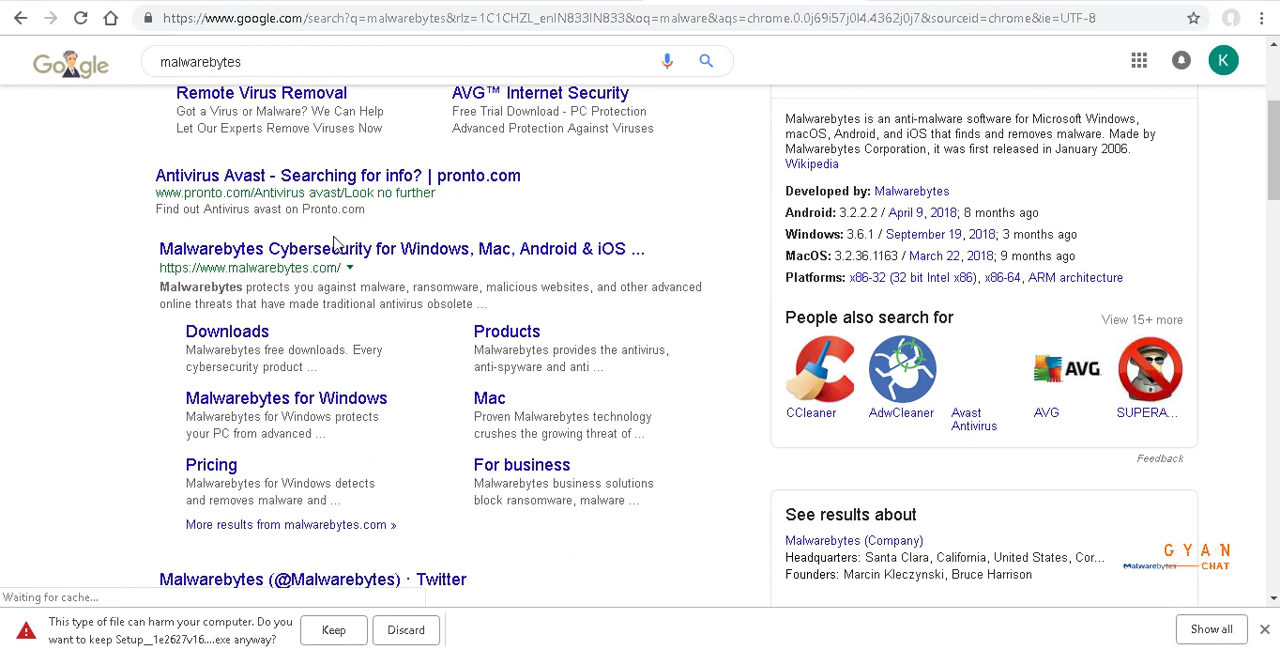 https://www.google.com/search?q=malwarebytes&rlz=1C1CHZL_enIN833IN833&oq=malware&aqs=chrome.0.0j69i57j0l4.4362j0j7&sourceid=chrome&ie=UTF-8
Google
malwarebytes
K
Remote Virus Removal
Got a Virus or Malware? We Can Help
Let Our Experts Remove Viruses Now
AVG™ Internet Security
Free Trial Download - PC Protection
Advanced Protection Against Viruses
Antivirus Avast - Searching for info? | pronto.com
www.pronto.com/Antivirus avast/Look no further
Find out Antivirus avast on Pronto.com
Malwarebytes Cybersecurity for Windows, Mac, Android & iOS ...
https://www.malwarebytes.com/
Malwarebytes protects you against malware, ransomware, malicious websites, and other advanced
online threats that have made traditional antivirus obsolete ...
Downloads
Malwarebytes free downloads. Every
cybersecurity product ...
Products
Malwarebytes provides the antivirus,
anti-spyware and anti ...
Malwarebytes for Windows
Malwarebytes for Windows protects
your PC from advanced ...
Mac
Proven Malwarebytes technology
crushes the growing threat of ...
Pricing
Malwarebytes for Windows detects
and removes malware and ...
For business
Malwarebytes business solutions
block ransomware, malware ...
More results from malwarebytes.com »
Malwarebytes (@Malwarebytes) · Twitter
Malwarebytes is an anti-malware software for Microsoft Windows,
macOS, Android, and iOS that finds and removes malware. Made by
Malwarebytes Corporation, it was first released in January 2006.
Wikipedia
Developed by: Malwarebytes
Android: 3.2.2.2 / April 9, 2018; 8 months ago
Windows: 3.6.1 / September 19, 2018; 3 months ago
MacOS: 3.2.36.1163 / March 22, 2018; 9 months ago
Platforms: x86-32 (32 bit Intel x86), x86-64, ARM architecture
People also search for
View 15+ more
AVG
CCleaner
AdwCleaner
Avast
Antivirus
AVG
SUPERA...
Feedback
See results about
Malwarebytes (Company)
Headquarters: Santa Clara, California, United States, Cor...
Founders: Marcin Kleczynski, Bruce Harrison
GYAN
Malwarebytes CHAT
Waiting for cache...
This type of file can harm your computer. Do you
want to keep Setup__1e2627v16....exe anyway?
Keep
Discard
Show all